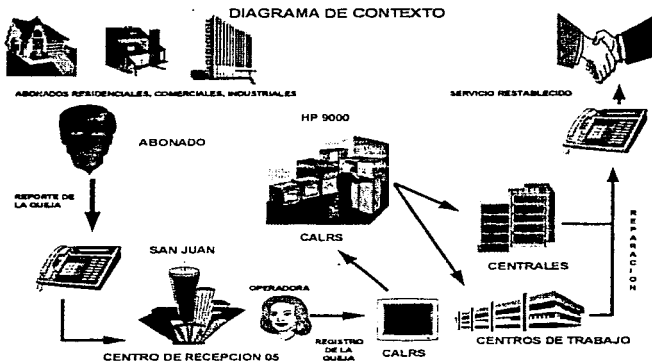 DIAGRAMA DE CONTEXTO
ABONADOS RESIDENCIALES, COMERCIALES, INDUSTRIALES
SERVICIO RESTABLECIDO
HP 9000
ABONADO
REPORTE DE
LA QUEJA
CALRS
SAN JUAN
CENTRALES
REPARACION
OPERADORA
CENTRO DE RECEPCION 05
REGISTRO
DE LA
QUEJA
CALRS
CENTROS DE TRABAJO